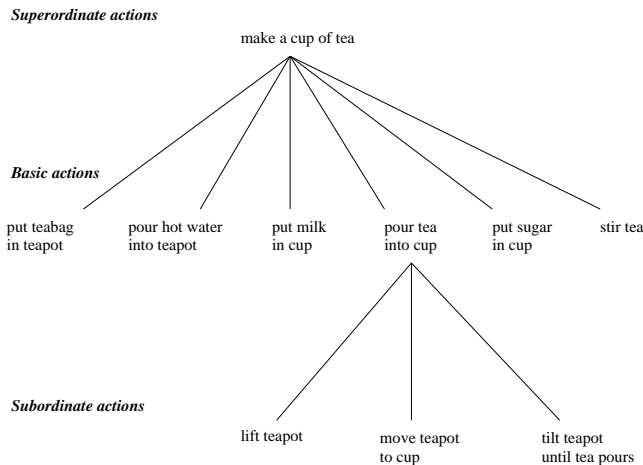 Superordinate actions
make a cup of tea
Basic actions
put teabag
in teapot
pour hot water
into teapot
put milk
in cup
pour tea
into cup
put sugar
in cup
stir tea
Subordinate actions
lift teapot
move teapot
to cup
tilt teapot
until tea pours